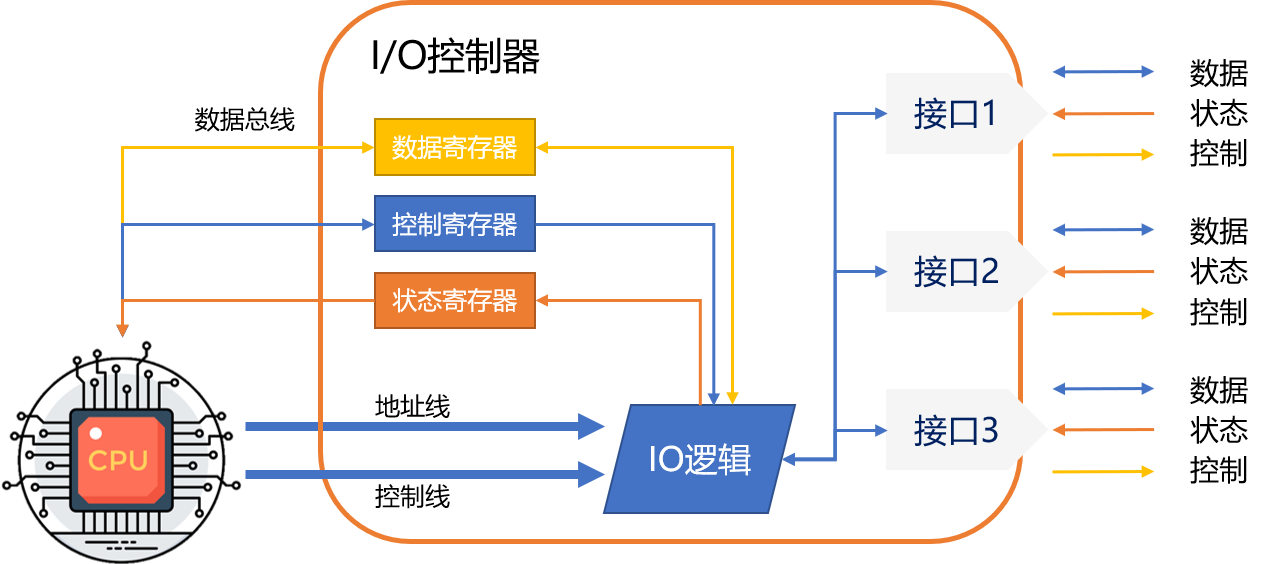 I/O控制器
数据总线
数据寄存器
控制寄存器
状态寄存器
地址线
控制线
CPU
IO逻辑
接口1
数据
状态
控制
接口2
数据
状态
控制
接口3
数据
状态
控制